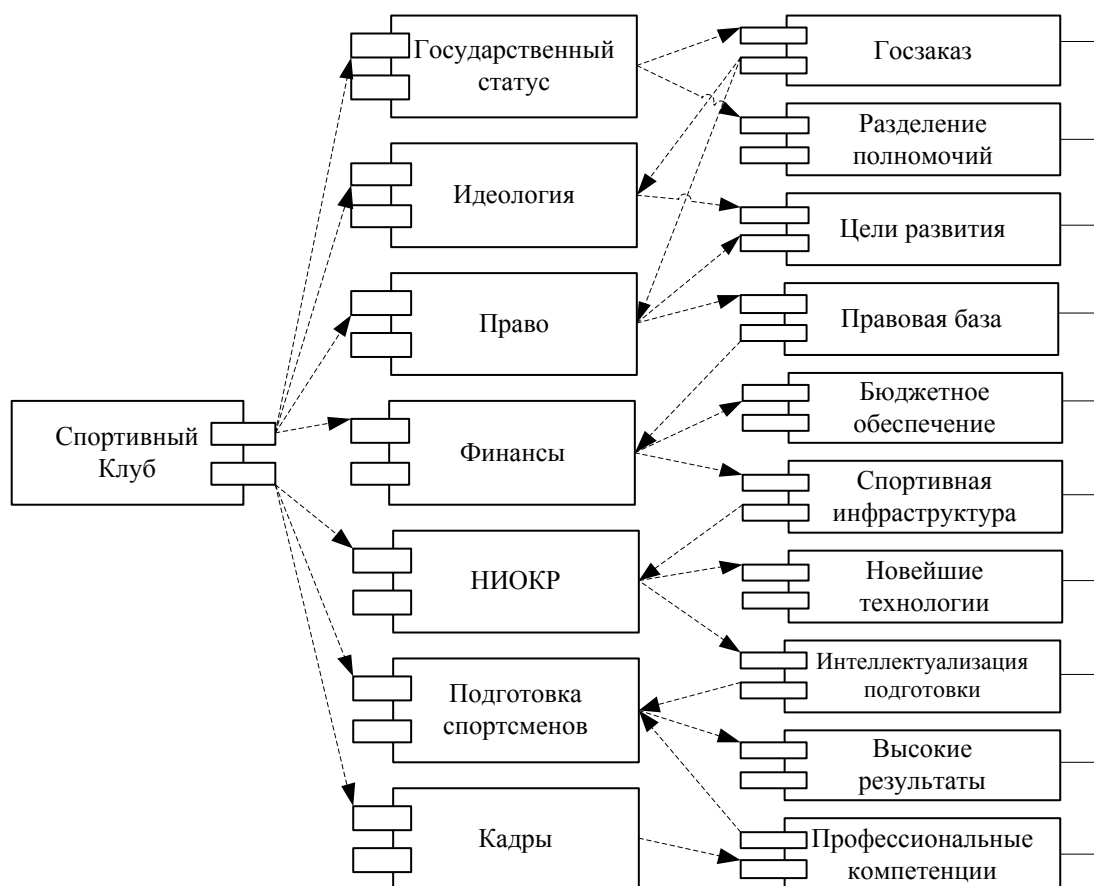 Спортивный
Клуб
Государственный
статус
Идеология
Право
Финансы
НИОКР
Подготовка
спортсменов
Кадры
Госзаказ
Разделение
полномочий
Цели развития
Правовая база
Бюджетное
обеспечение
Спортивная
инфраструктура
Новейшие
технологии
Интеллектуализация
подготовки
Высокие
результаты
Профессиональные
компетенции